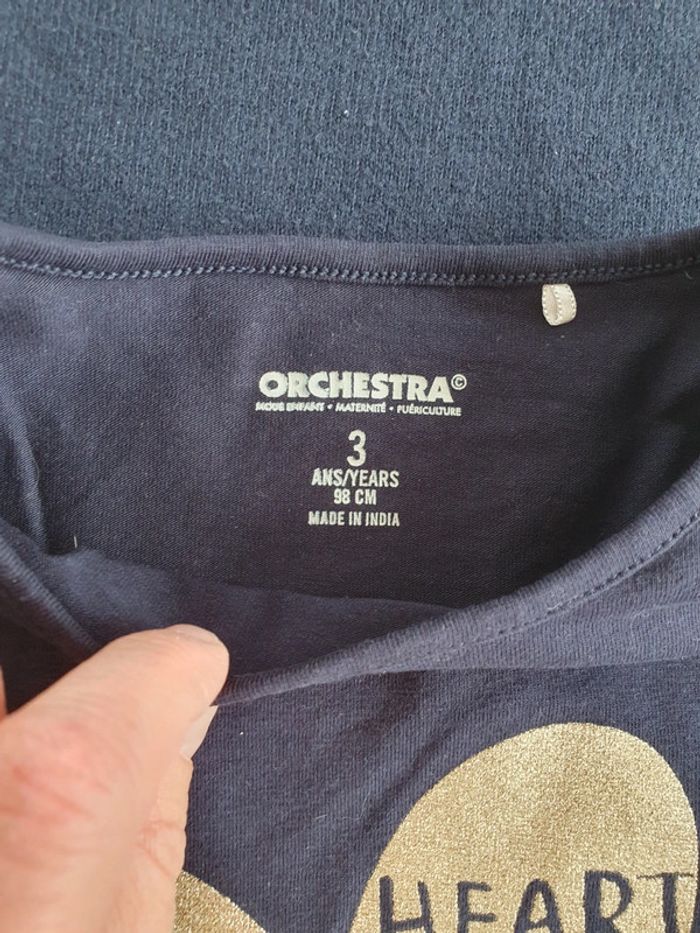 ORCHESTRA©
MODE ENFANT • MATERNITÉ • PUÉRICULTURE
3
ANS/YEARS
98 CM
MADE IN INDIA
HEART